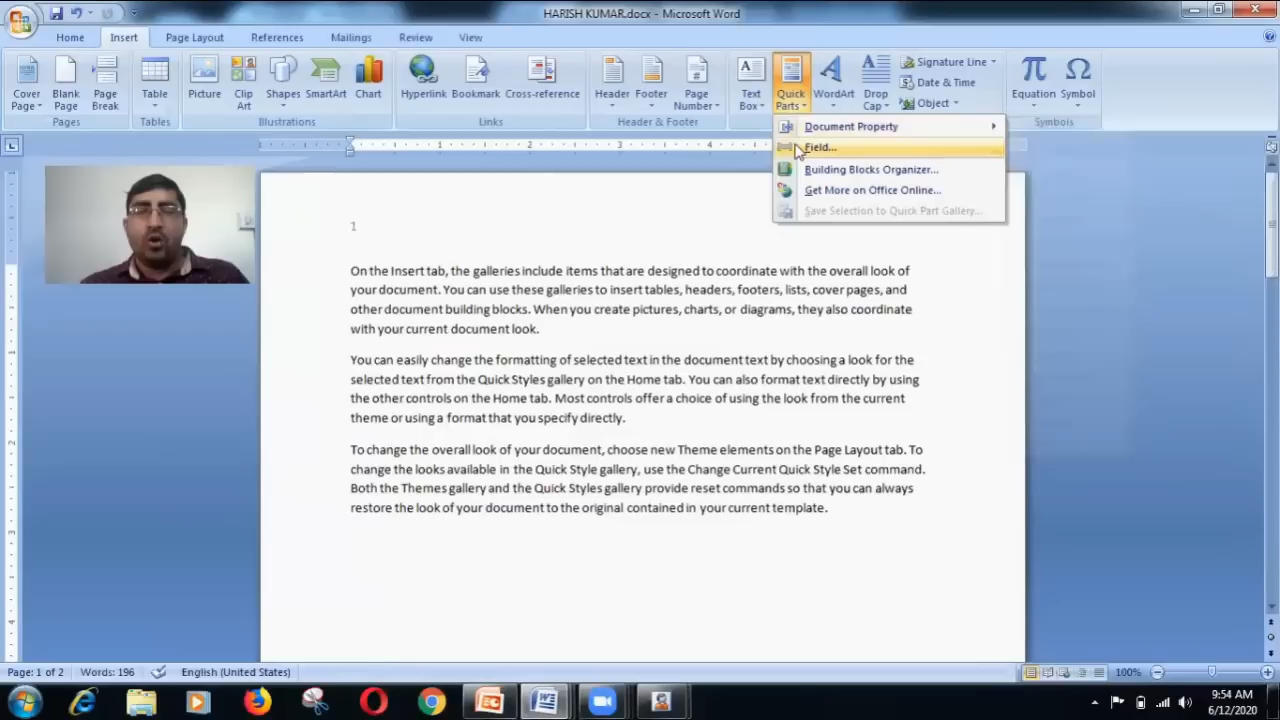 HARISH KUMAR.docx - Microsoft Word
Home Insert Page Layout References Mailings Review View
Cover Page Blank Page Page Break Table Picture Clip Art Shapes SmartArt Chart Hyperlink Bookmark Cross-reference Header Footer Page Number Text Box Quick Parts WordArt Drop Cap Signature Line Date & Time Object Equation Symbol
Pages Tables Illustrations Links Header & Footer Symbols
Document Property
Field...
Building Blocks Organizer...
Get More on Office Online...
Save Selection to Quick Part Gallery...
1 2 3 4
1
On the Insert tab, the galleries include items that are designed to coordinate with the overall look of
your document. You can use these galleries to insert tables, headers, footers, lists, cover pages, and
other document building blocks. When you create pictures, charts, or diagrams, they also coordinate
with your current document look.
You can easily change the formatting of selected text in the document text by choosing a look for the
selected text from the Quick Styles gallery on the Home tab. You can also format text directly by using
the other controls on the Home tab. Most controls offer a choice of using the look from the current
theme or using a format that you specify directly.
To change the overall look of your document, choose new Theme elements on the Page Layout tab. To
change the looks available in the Quick Style gallery, use the Change Current Quick Style Set command.
Both the Themes gallery and the Quick Styles gallery provide reset commands so that you can always
restore the look of your document to the original contained in your current template.
1
2
3
4
Page: 1 of 2 Words: 196 English (United States) 100%
9:54 AM
6/12/2020